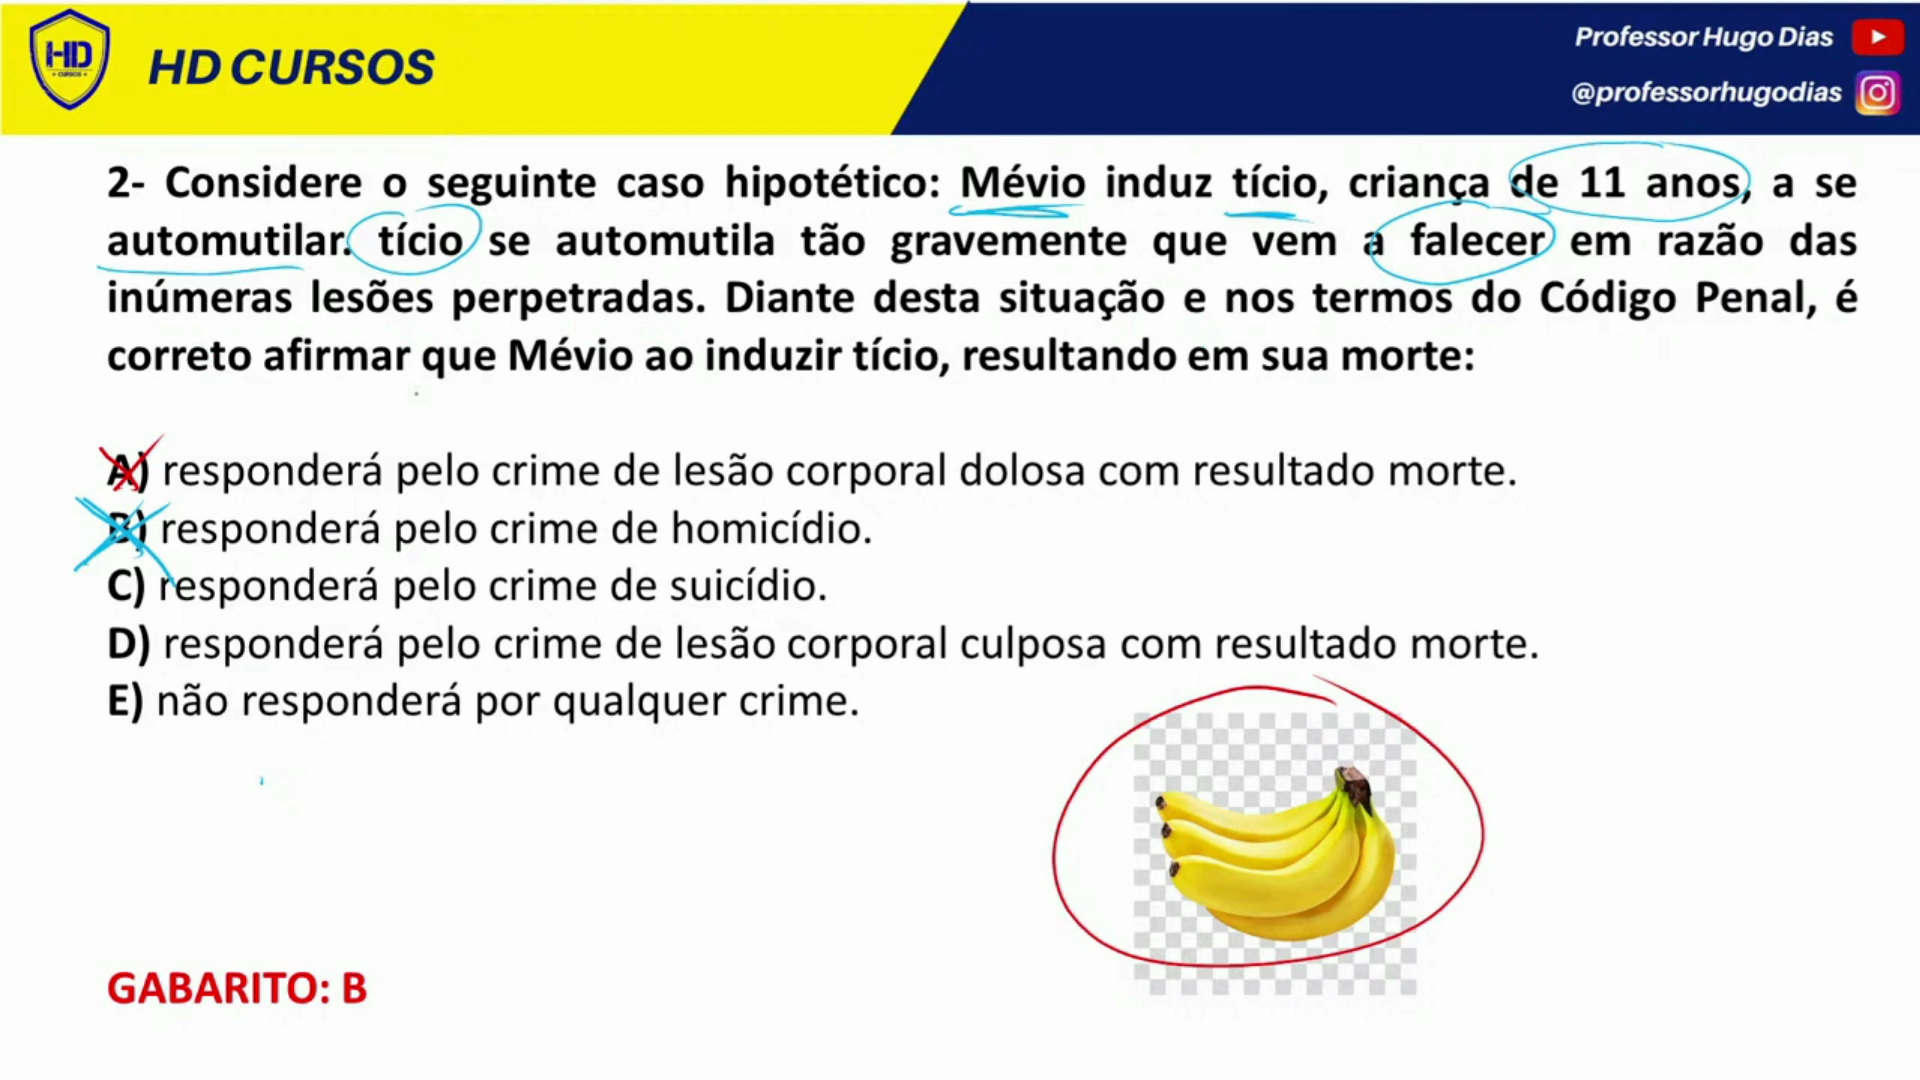 HD
CURSOS
HD CURSOS
Professor Hugo Dias
@professorhugodias
2- Considere o seguinte caso hipotético: Mévio induz tício, criança de 11 anos, a se
automutilar. tício se automutila tão gravemente que vem a falecer em razão das
inúmeras lesões perpetradas. Diante desta situação e nos termos do Código Penal, é
correto afirmar que Mévio ao induzir tício, resultando em sua morte:
A) responderá pelo crime de lesão corporal dolosa com resultado morte.
B) responderá pelo crime de homicídio.
C) responderá pelo crime de suicídio.
D) responderá pelo crime de lesão corporal culposa com resultado morte.
E) não responderá por qualquer crime.
GABARITO: B